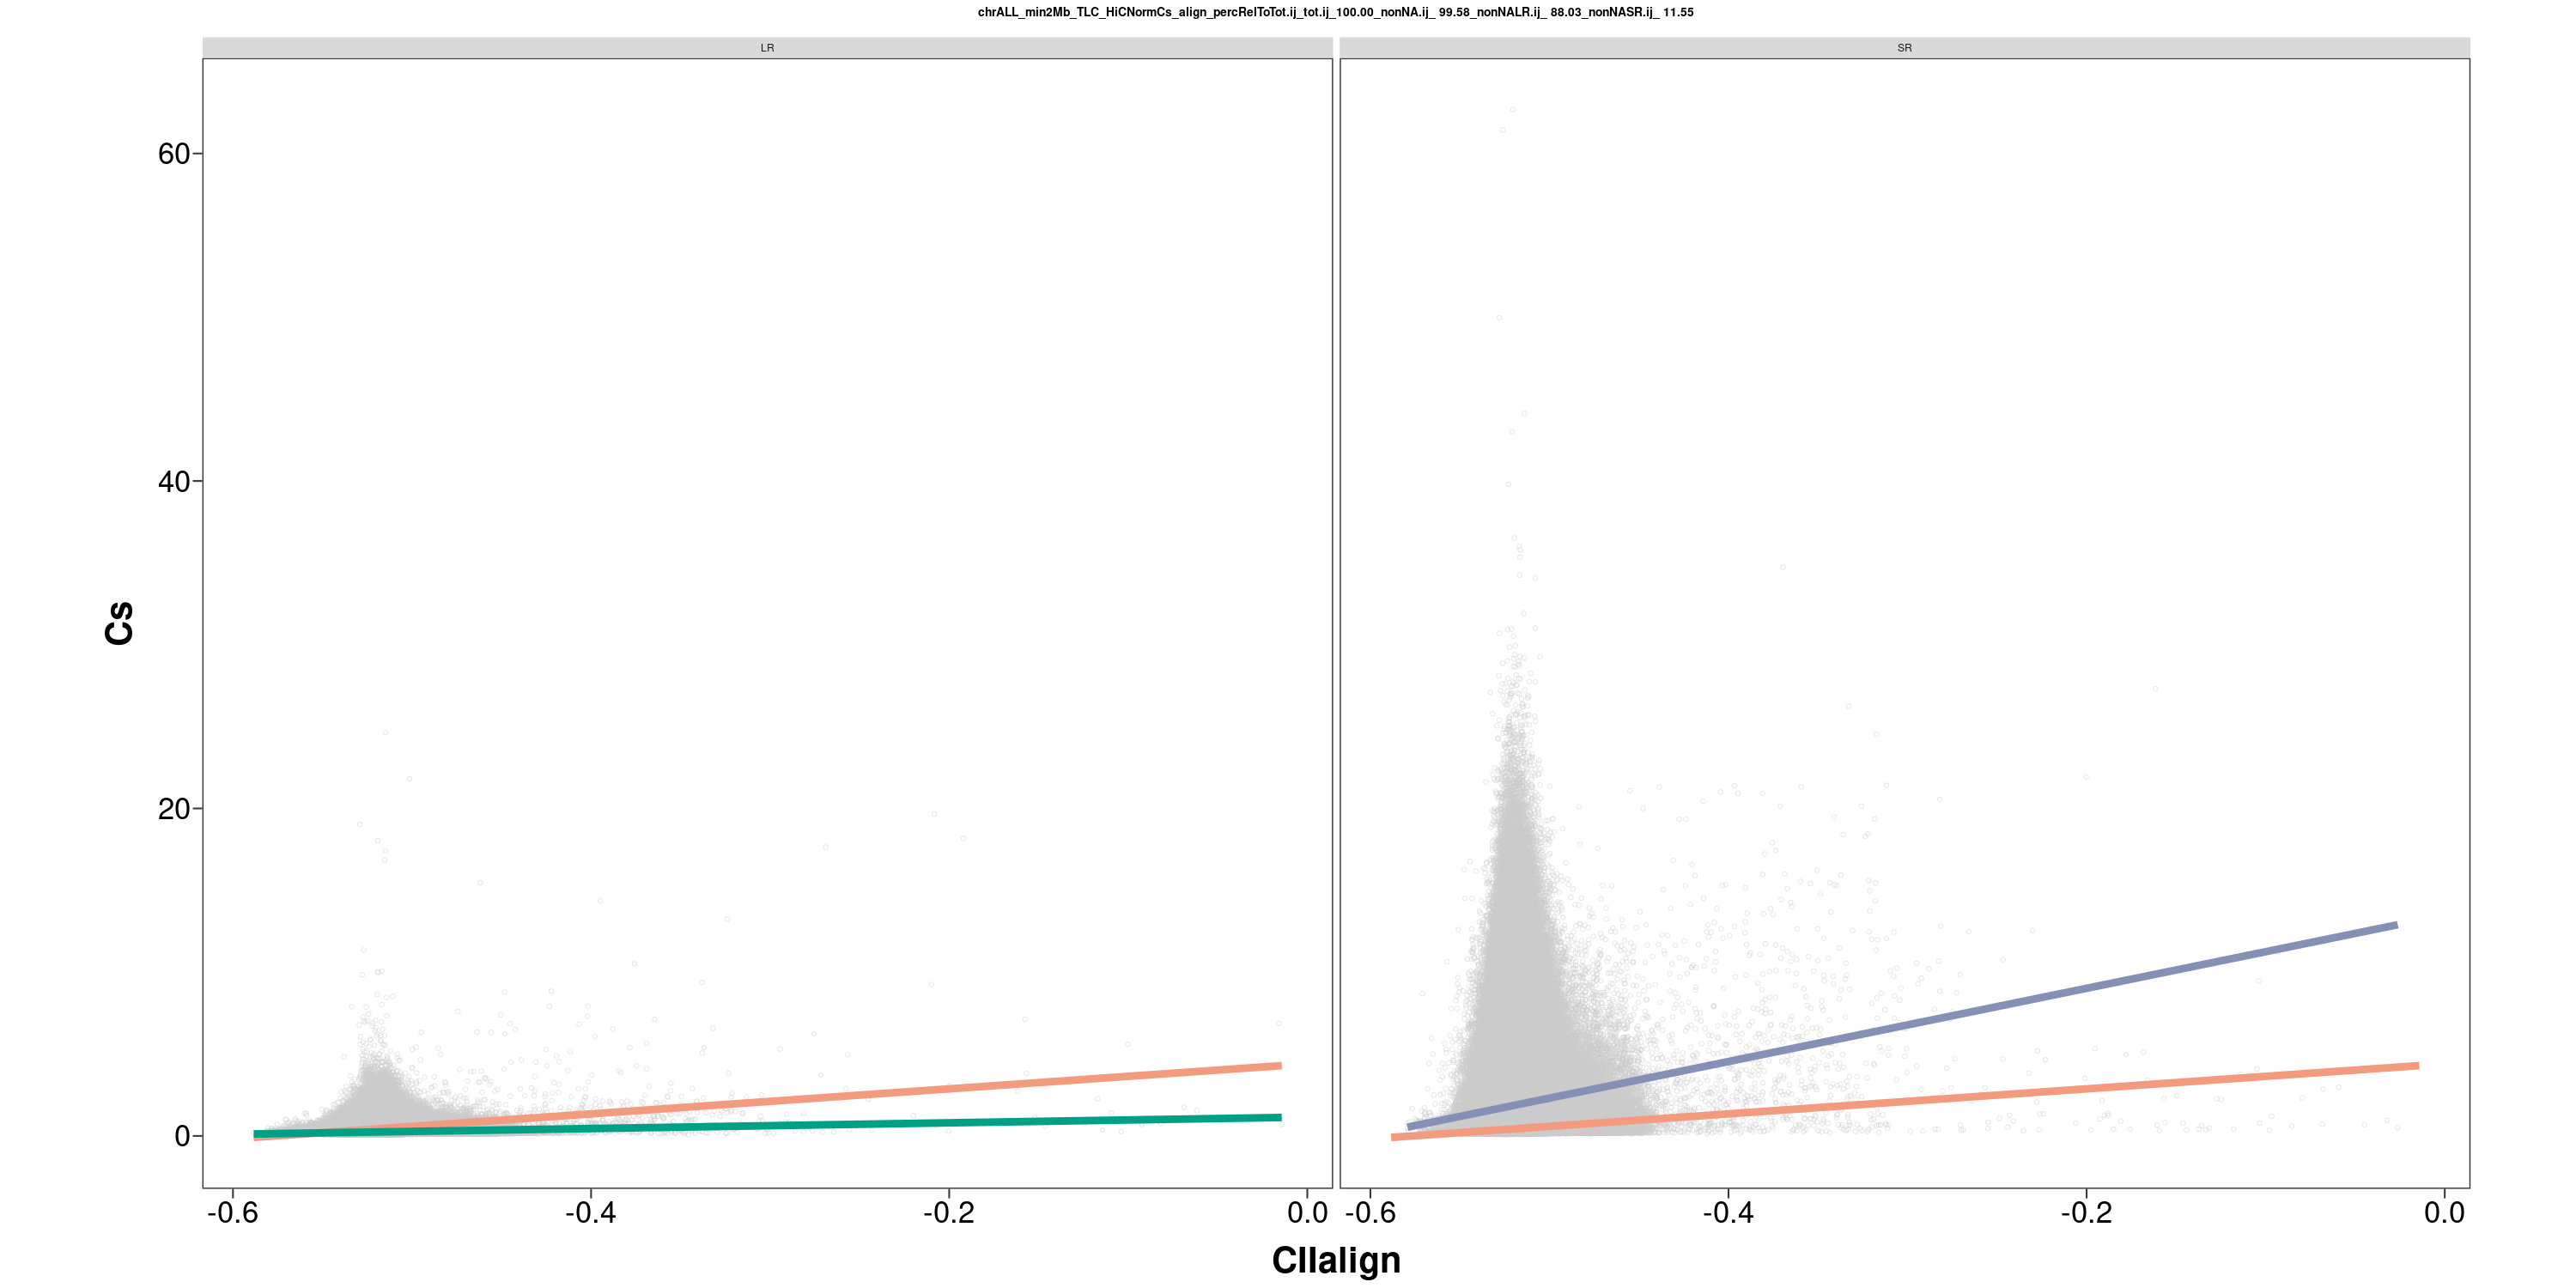 chrALL_min2Mb_TLC_HiCNormCs_align_percRelToTot.ij_tot.ij_100.00_nonNA.ij_ 99.58_nonNALR.ij_ 88.03_nonNASR.ij_ 11.55
LR
SR
60
40
20
0
Cs
-0.6
-0.4
-0.2
0.0
-0.6
-0.4
-0.2
0.0
CIIalign